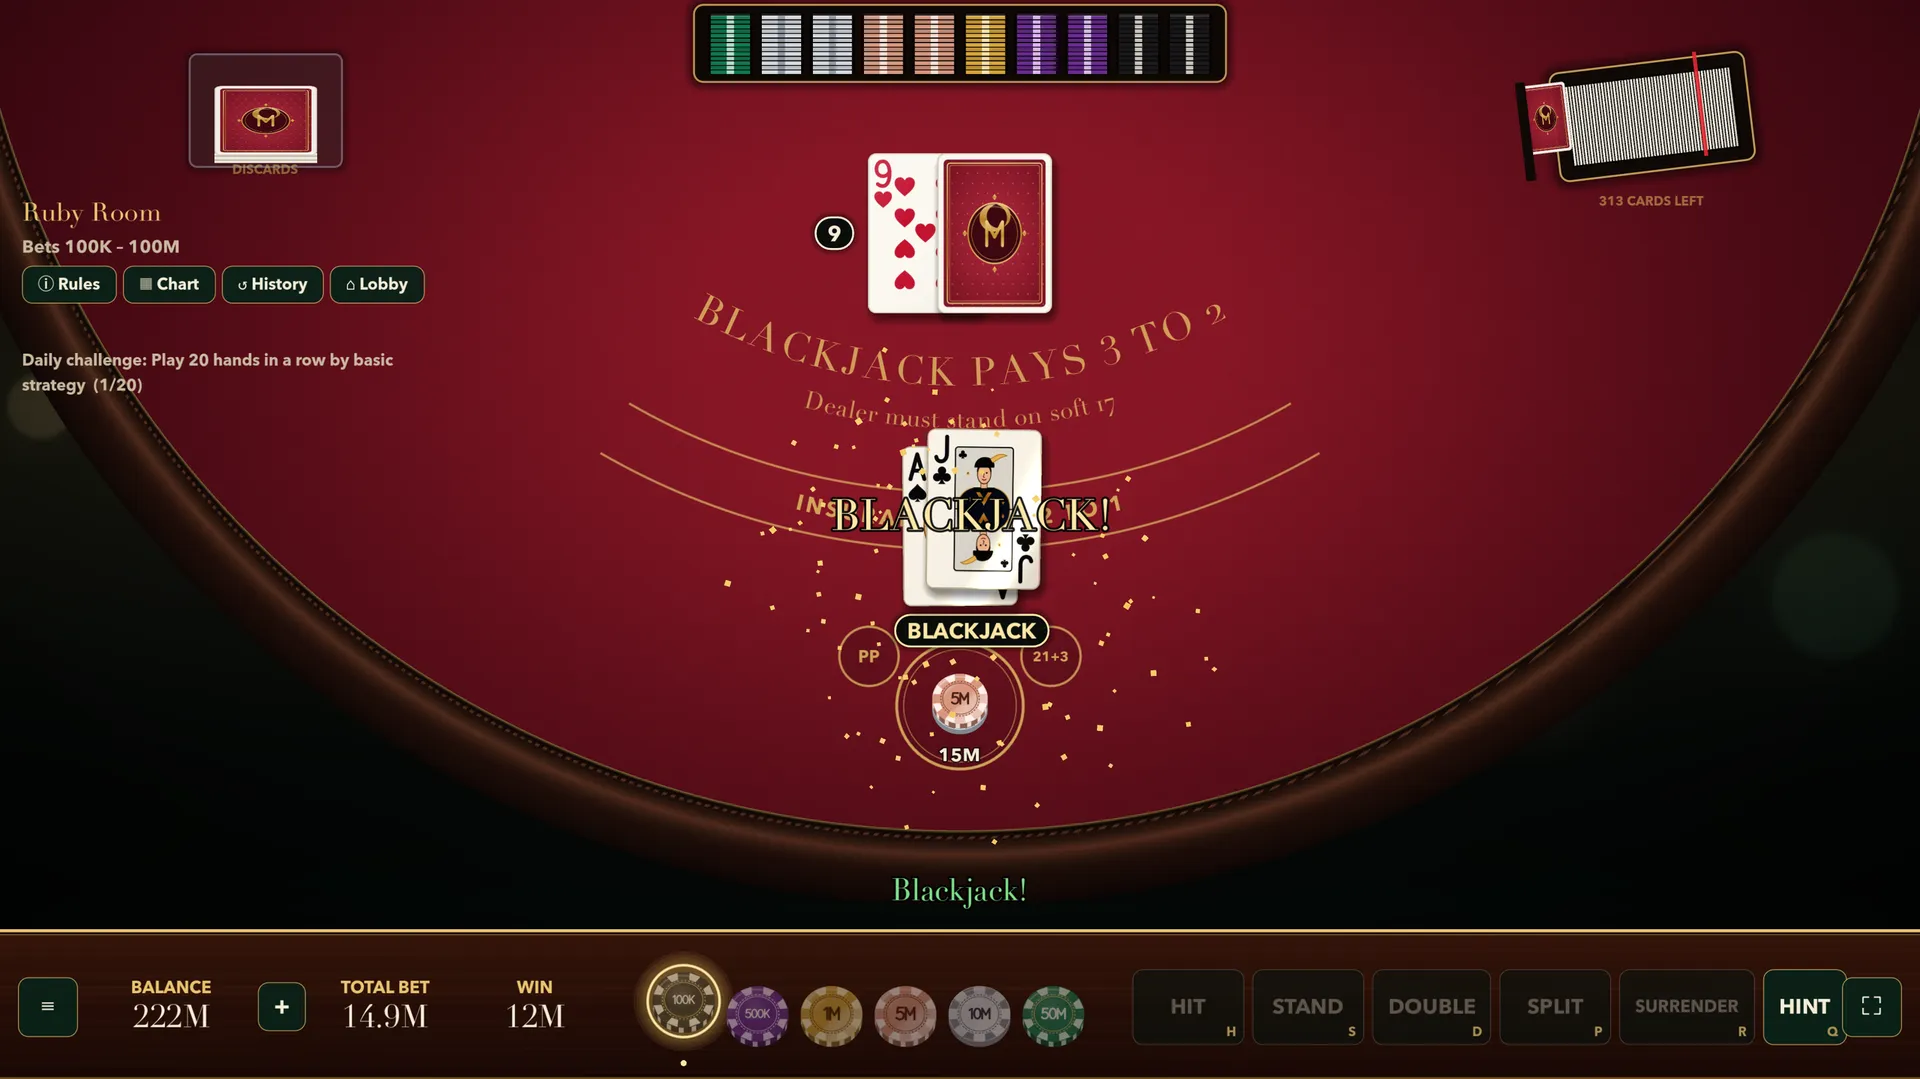 DISCARDS
313 CARDS LEFT
Ruby Room
Bets 100K – 100M
Rules
Chart
History
Lobby
Daily challenge: Play 20 hands in a row by basic
strategy (1/20)
9
9
BLACKJACK PAYS 3 TO 2
Dealer must stand on soft 17
A
J
J
BLACKJACK!
BLACKJACK
PP
21+3
5M
15M
Blackjack!
BALANCE
222M
+
TOTAL BET
14.9M
WIN
12M
100K
500K
1M
5M
10M
50M
HIT
H
STAND
S
DOUBLE
D
SPLIT
P
SURRENDER
R
HINT
Q